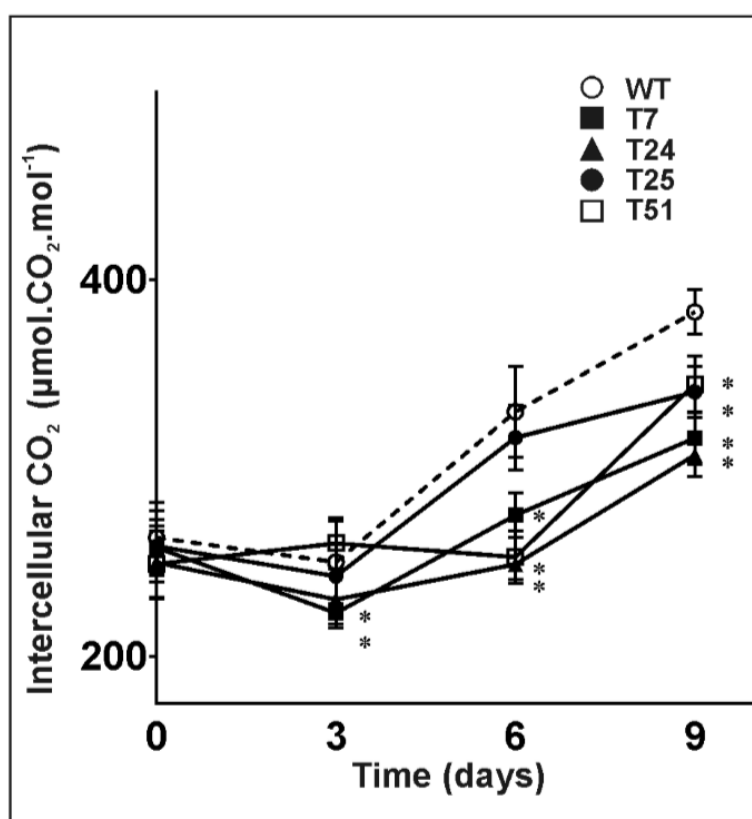 WT
T7
T24
T25
T51
Intercellular CO₂ (µmol.CO₂.mol⁻¹)
400
200
* *
* *
*
* *
* *
0 3 6 9
Time (days)